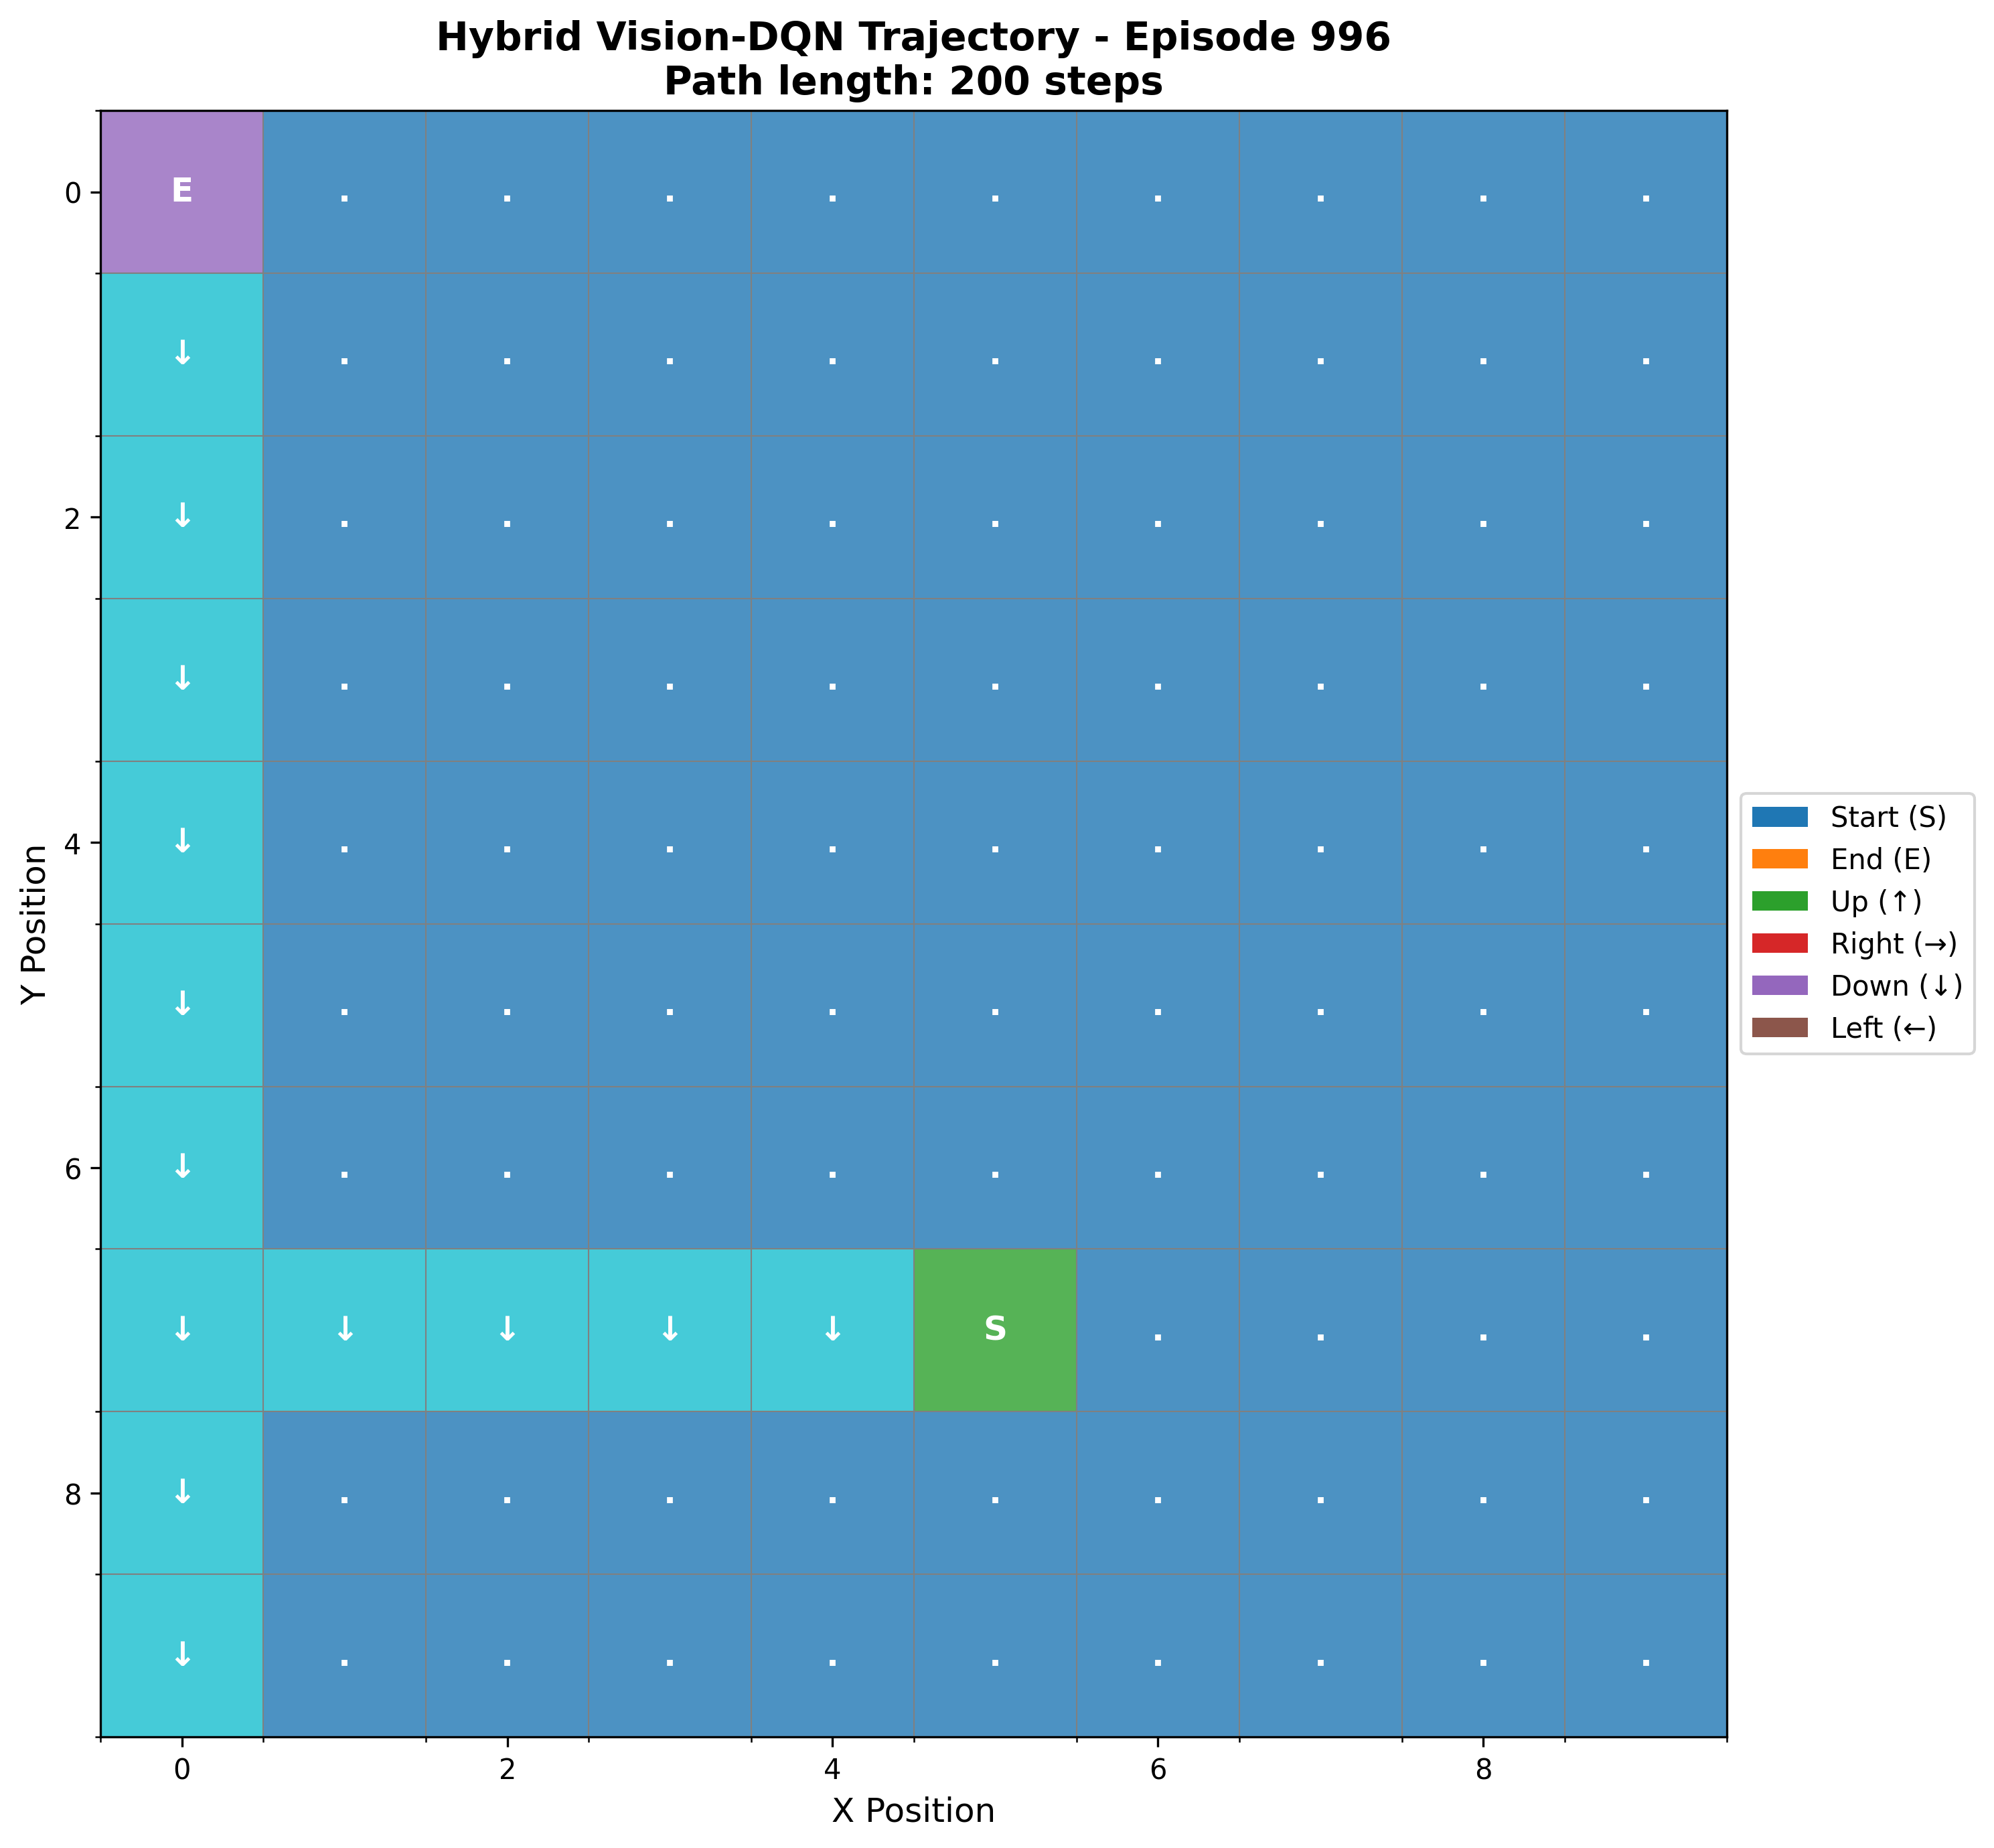 Hybrid Vision-DQN Trajectory - Episode 996
Path length: 200 steps
0 E . . . . . . . . .
↓ . . . . . . . . .
2 ↓ . . . . . . . . .
↓ . . . . . . . . .
4 ↓ . . . . . . . . .
↓ . . . . . . . . .
6 ↓ . . . . . . . . .
↓ ↓ ↓ ↓ ↓ S . . . .
8 ↓ . . . . . . . . .
↓ . . . . . . . . .
0 2 4 6 8
X Position
Y Position
Start (S)
End (E)
Up (↑)
Right (→)
Down (↓)
Left (←)